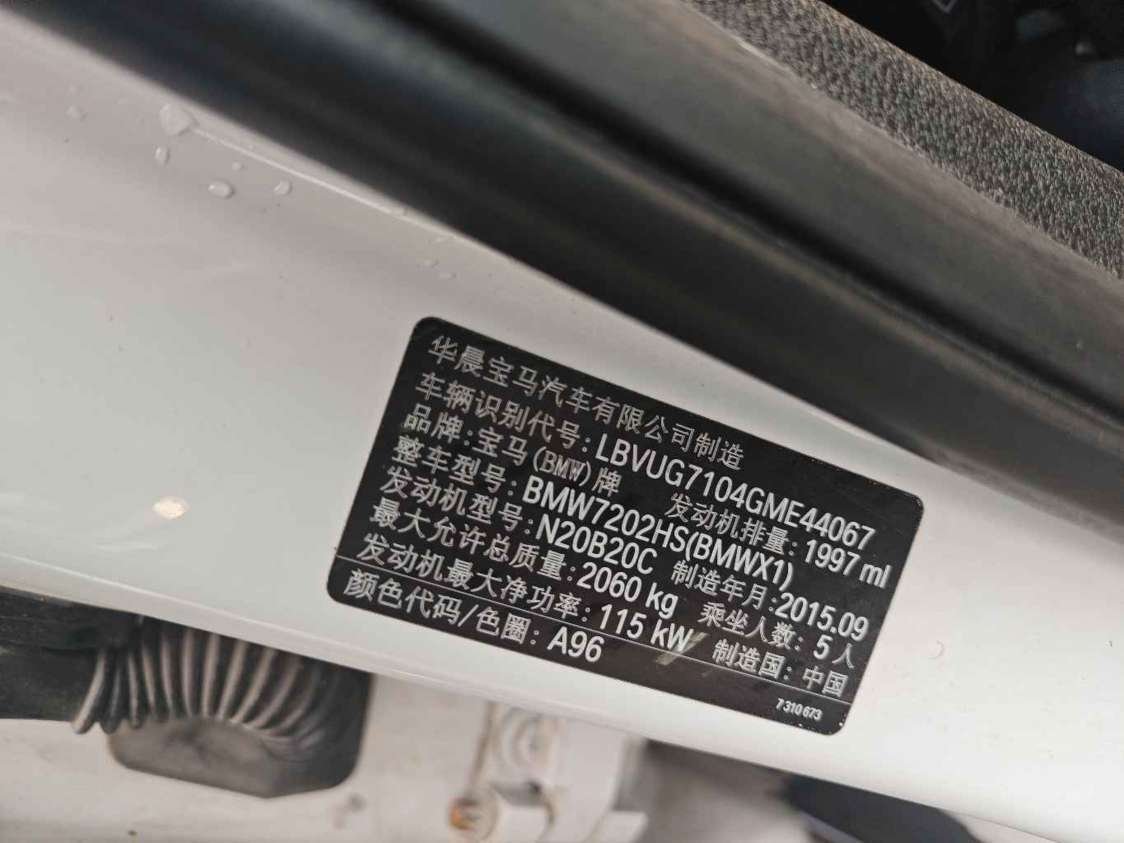 华晨宝马汽车有限公司制造
车辆识别代号: LBVUG7104GME44067
品牌: 宝马(BMW)牌 发动机排量: 1997 ml
整车型号: BMW7202HS(BMWX1)
发动机型号: N20B20C 制造年月: 2015.09
最大允许总质量: 2060 kg 乘坐人数: 5 人
发动机最大净功率: 115 kW 制造国: 中国
颜色代码/色圈: A96
7 310 673